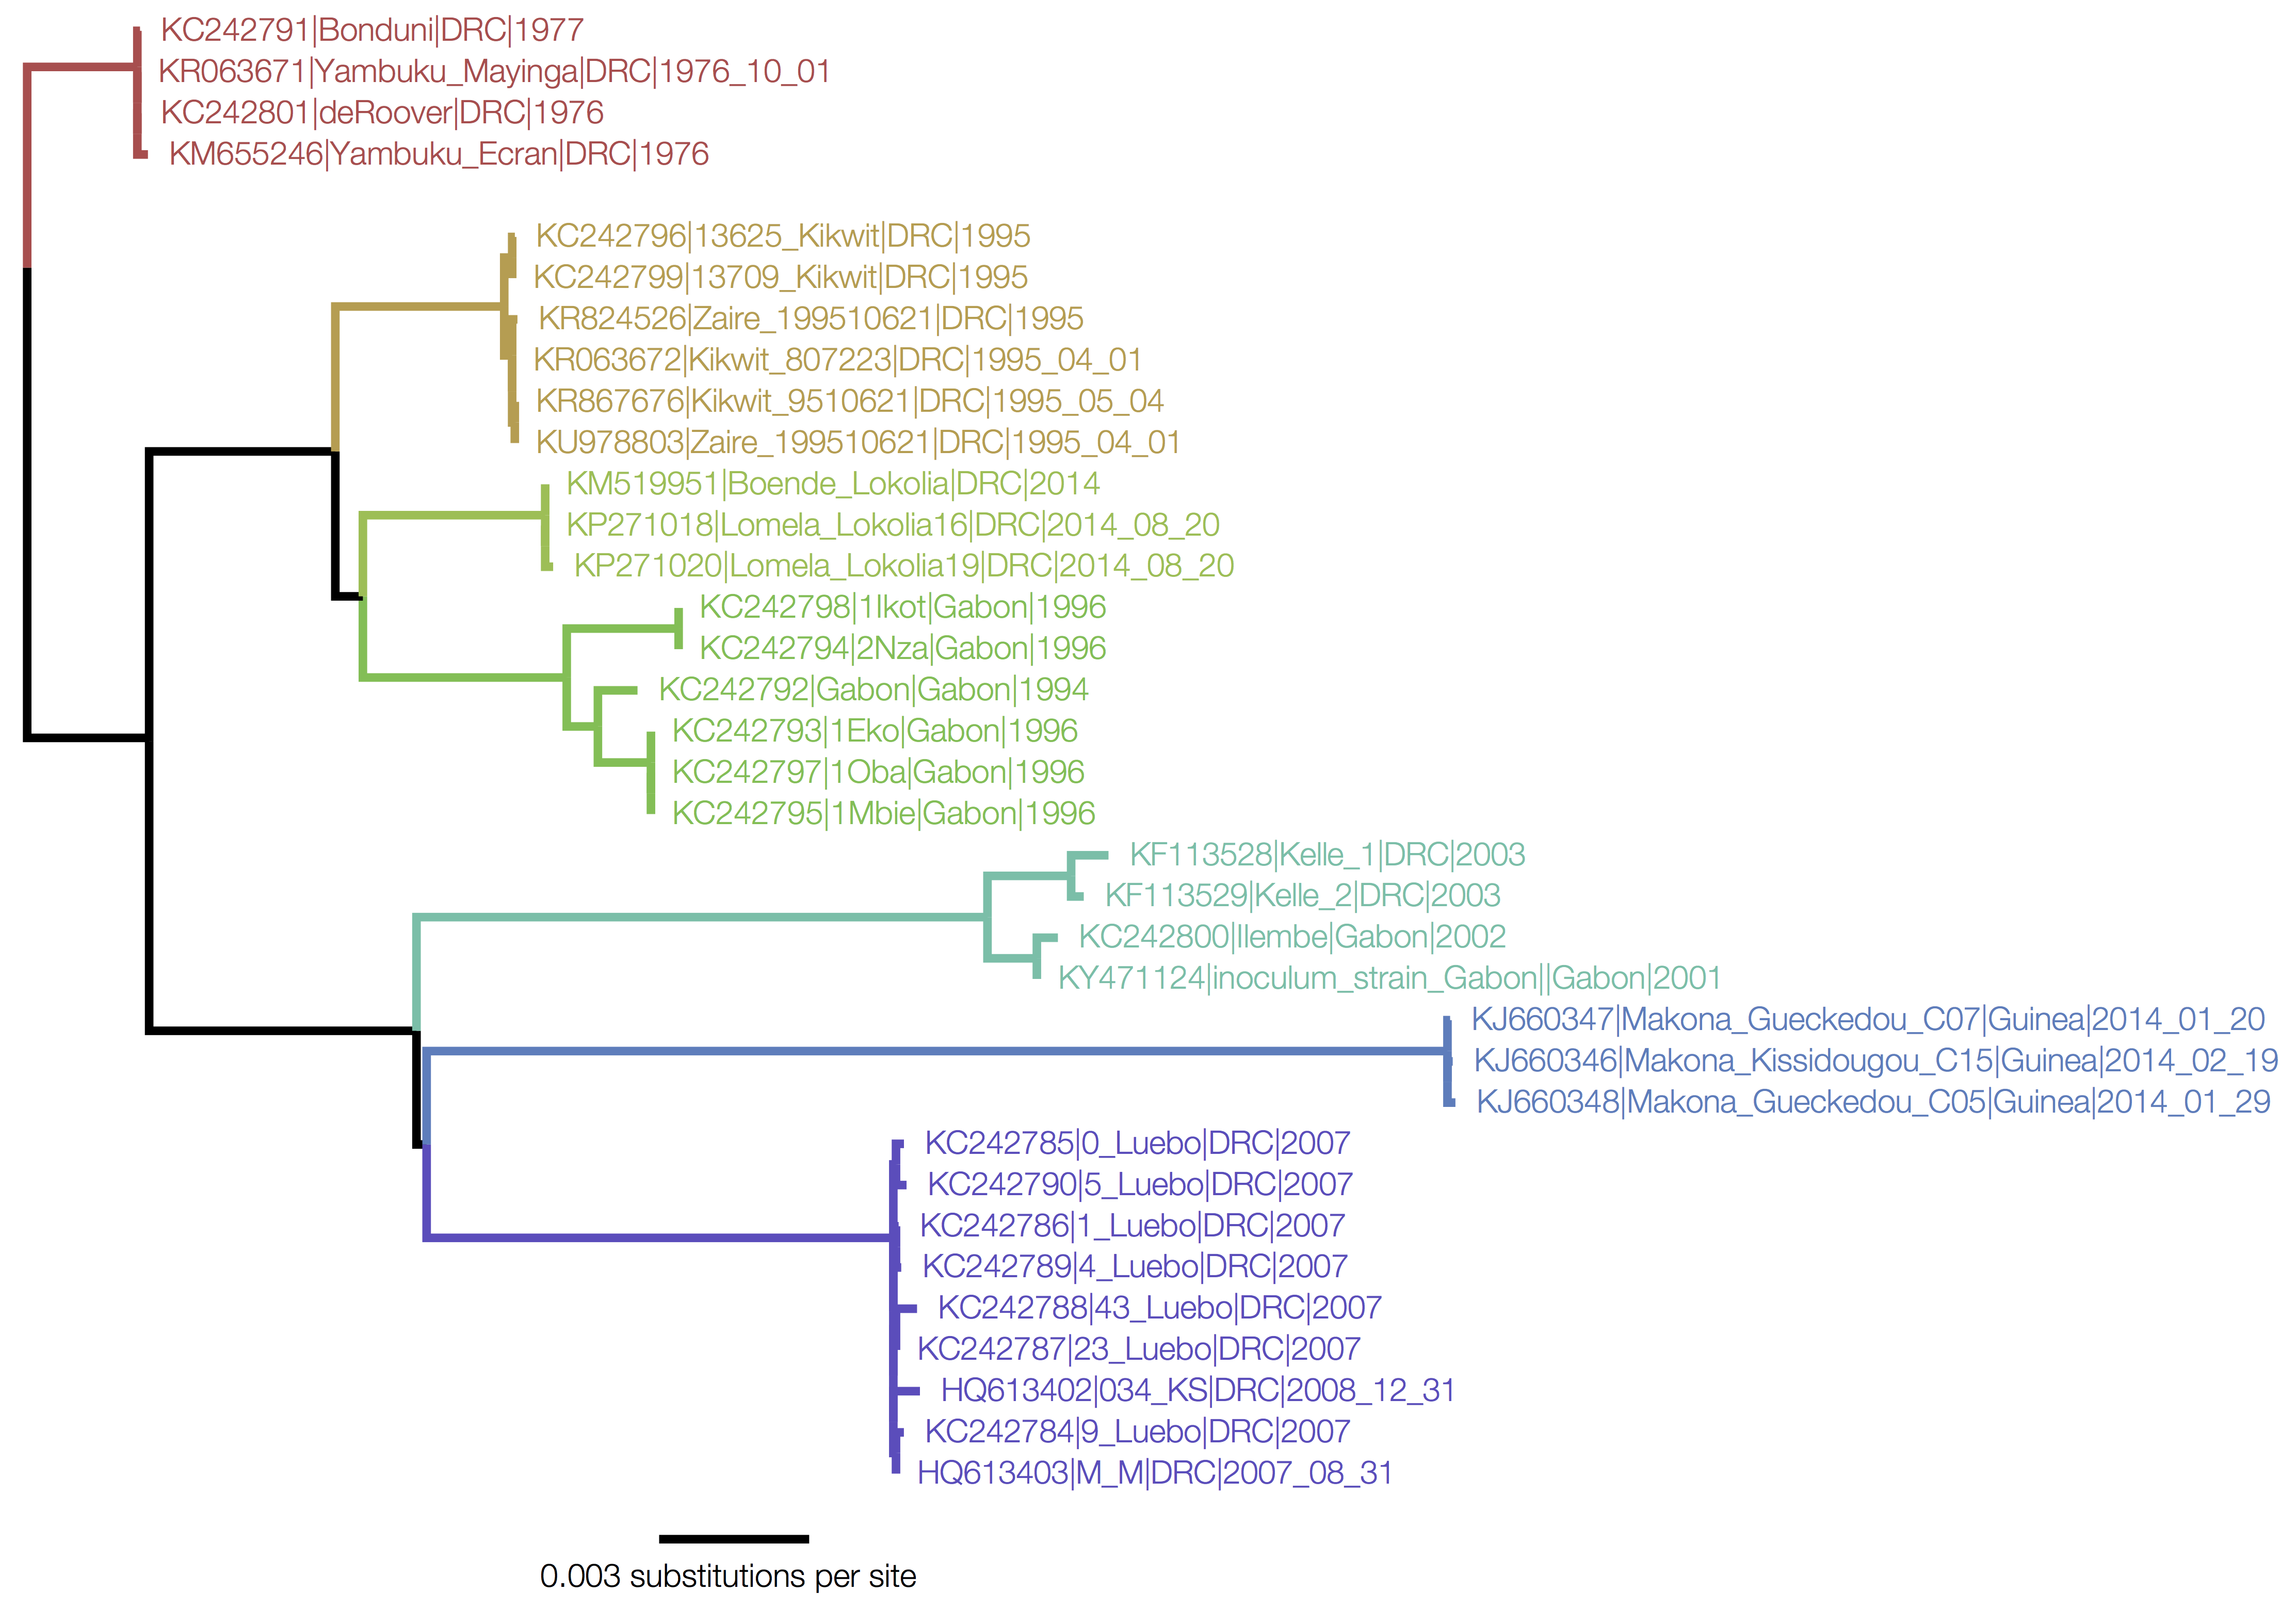 KC242791|Bonduni|DRC|1977
KR063671|Yambuku_Mayinga|DRC|1976_10_01
KC242801|deRoover|DRC|1976
KM655246|Yambuku_Ecran|DRC|1976
KC242796|13625_Kikwit|DRC|1995
KC242799|13709_Kikwit|DRC|1995
KR824526|Zaire_199510621|DRC|1995
KR063672|Kikwit_807223|DRC|1995_04_01
KR867676|Kikwit_9510621|DRC|1995_05_04
KU978803|Zaire_199510621|DRC|1995_04_01
KM519951|Boende_Lokolia|DRC|2014
KP271018|Lomela_Lokolia16|DRC|2014_08_20
KP271020|Lomela_Lokolia19|DRC|2014_08_20
KC242798|1Ikot|Gabon|1996
KC242794|2Nza|Gabon|1996
KC242792|Gabon|Gabon|1994
KC242793|1Eko|Gabon|1996
KC242797|1Oba|Gabon|1996
KC242795|1Mbie|Gabon|1996
KF113528|Kelle_1|DRC|2003
KF113529|Kelle_2|DRC|2003
KC242800|Ilembe|Gabon|2002
KY471124|inoculum_strain_Gabon||Gabon|2001
KJ660347|Makona_Gueckedou_C07|Guinea|2014_01_20
KJ660346|Makona_Kissidougou_C15|Guinea|2014_02_19
KJ660348|Makona_Gueckedou_C05|Guinea|2014_01_29
KC242785|0_Luebo|DRC|2007
KC242790|5_Luebo|DRC|2007
KC242786|1_Luebo|DRC|2007
KC242789|4_Luebo|DRC|2007
KC242788|43_Luebo|DRC|2007
KC242787|23_Luebo|DRC|2007
HQ613402|034_KS|DRC|2008_12_31
KC242784|9_Luebo|DRC|2007
HQ613403|M_M|DRC|2007_08_31
0.003 substitutions per site